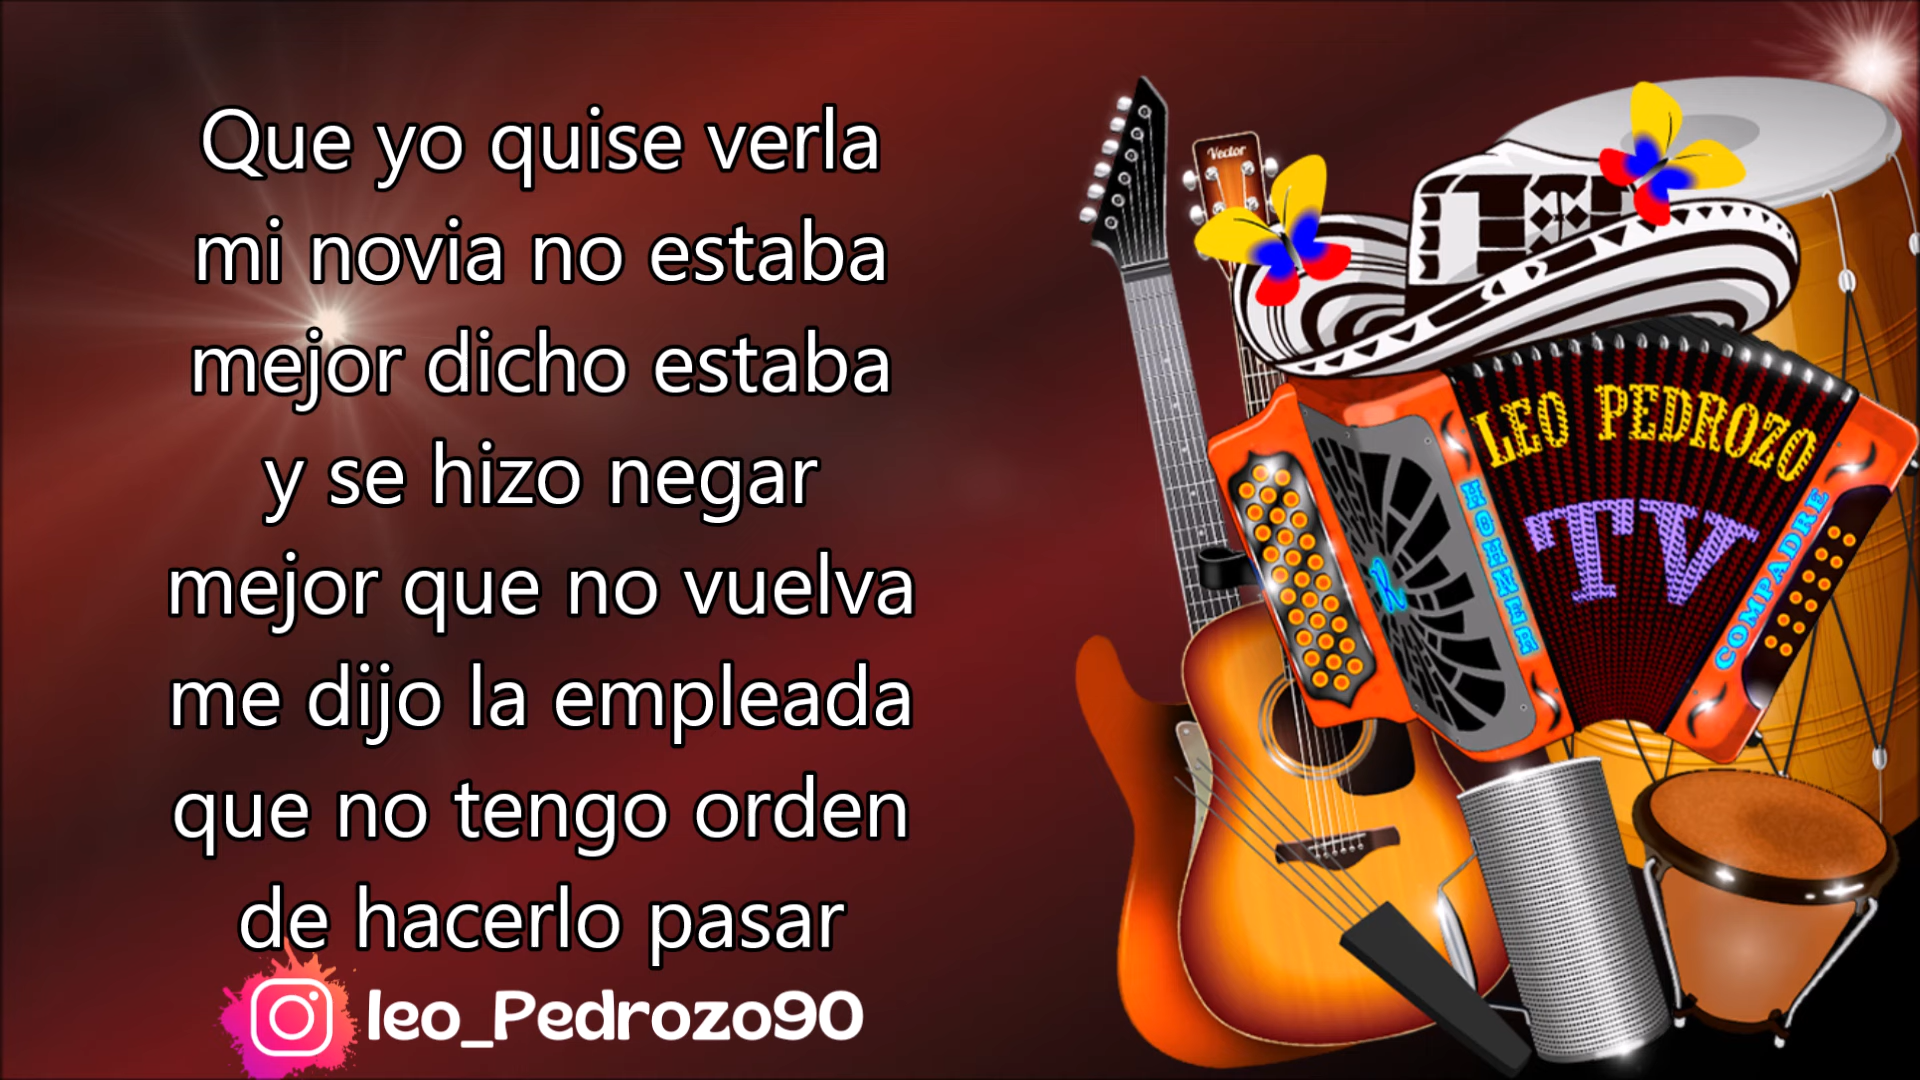 Que yo quise verla
mi novia no estaba
mejor dicho estaba
y se hizo negar
mejor que no vuelva
me dijo la empleada
que no tengo orden
de hacerlo pasar
leo_Pedrozo90
Vector
LEO PEDROZO
TV
HOHNER
COMPADRE